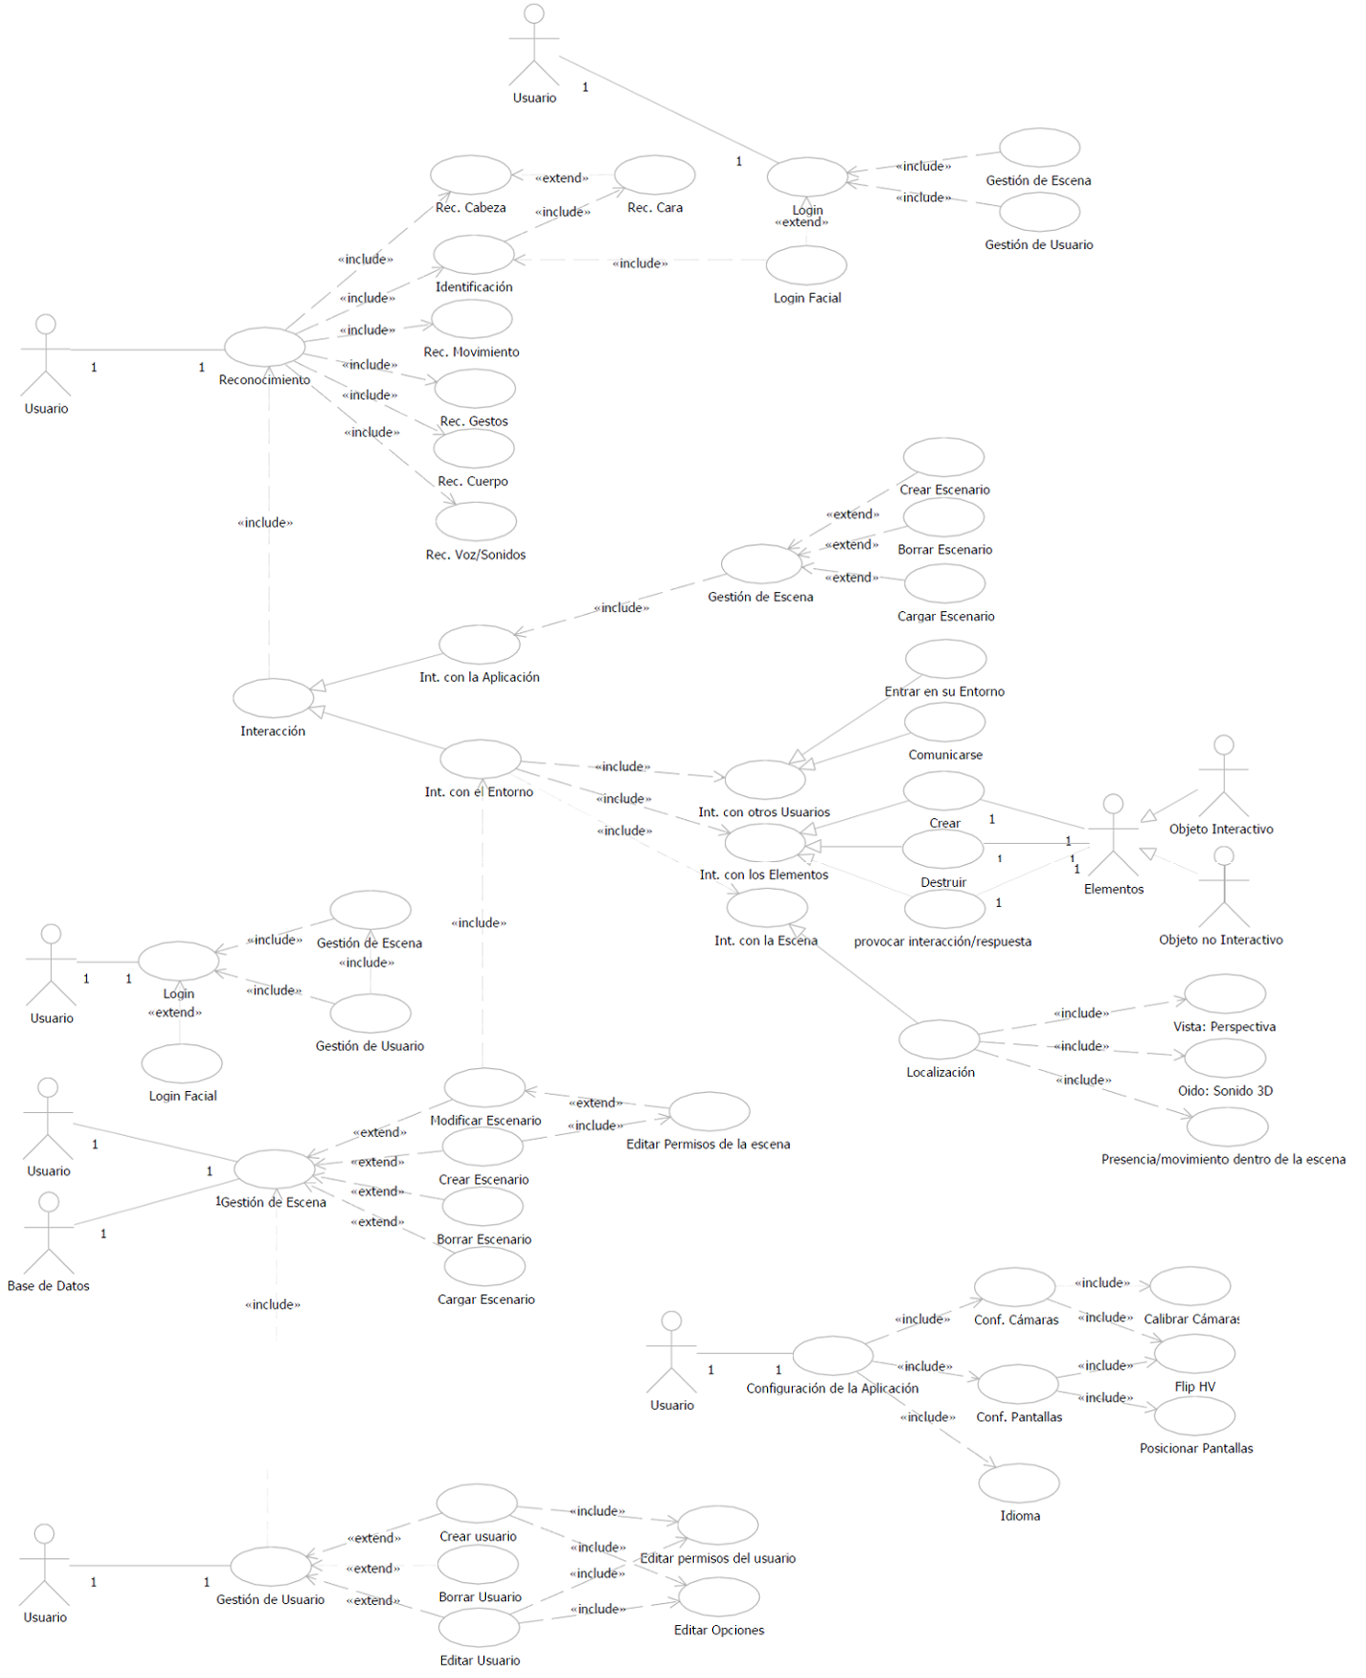 Usuario
1
1
Login
«extend»
«include»
Gestión de Escena
«include»
Gestión de Usuario
Login Facial
«include»
Rec. Cabeza
«extend»
Rec. Cara
«include»
Identificación
Usuario
1
1
Reconocimiento
«include»
«include»
«include»
«include»
«include»
«include»
Rec. Movimiento
Rec. Gestos
Rec. Cuerpo
Rec. Voz/Sonidos
«include»
Crear Escenario
«extend»
Borrar Escenario
«extend»
«extend»
Cargar Escenario
Gestión de Escena
«include»
Int. con la Aplicación
Interacción
Int. con el Entorno
Entrar en su Entorno
Comunicarse
«include»
Int. con otros Usuarios
«include»
«include»
Crear
1
Int. con los Elementos
Destruir
1
1
1
1
1
Elementos
Objeto Interactivo
Objeto no Interactivo
Int. con la Escena
provocar interacción/respuesta
«include»
Usuario
1
1
Login
«extend»
Login Facial
«include»
Gestión de Escena
«include»
«include»
Gestión de Usuario
Localización
«include»
Vista: Perspectiva
«include»
Oido: Sonido 3D
«include»
Presencia/movimiento dentro de la escena
Usuario
1
1
Base de Datos
1
1
Gestión de Escena
«extend»
«extend»
«extend»
«extend»
Modificar Escenario
Crear Escenario
Borrar Escenario
Cargar Escenario
«extend»
«include»
Editar Permisos de la escena
«include»
Usuario
1
1
Configuración de la Aplicación
«include»
«include»
«include»
Conf. Cámaras
Conf. Pantallas
Idioma
«include»
«include»
«include»
«include»
Calibrar Cámaras
Flip HV
Posicionar Pantallas
Usuario
1
1
Gestión de Usuario
«extend»
«extend»
«extend»
Crear usuario
Borrar Usuario
Editar Usuario
«include»
«include»
«include»
«include»
Editar permisos del usuario
Editar Opciones